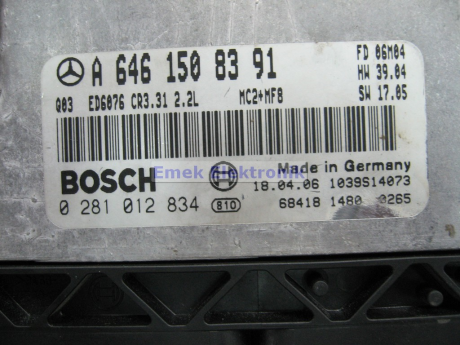 A 646 150 83 91
FD 06M04
HW 39.04
SW 17.05
Q03 ED6076 CR3.31 2.2L MC2+MF8
Emek Elektronik
BOSCH
Made in Germany
18.04.06 1039S14073
0 281 012 834 810
68418 1480 0265